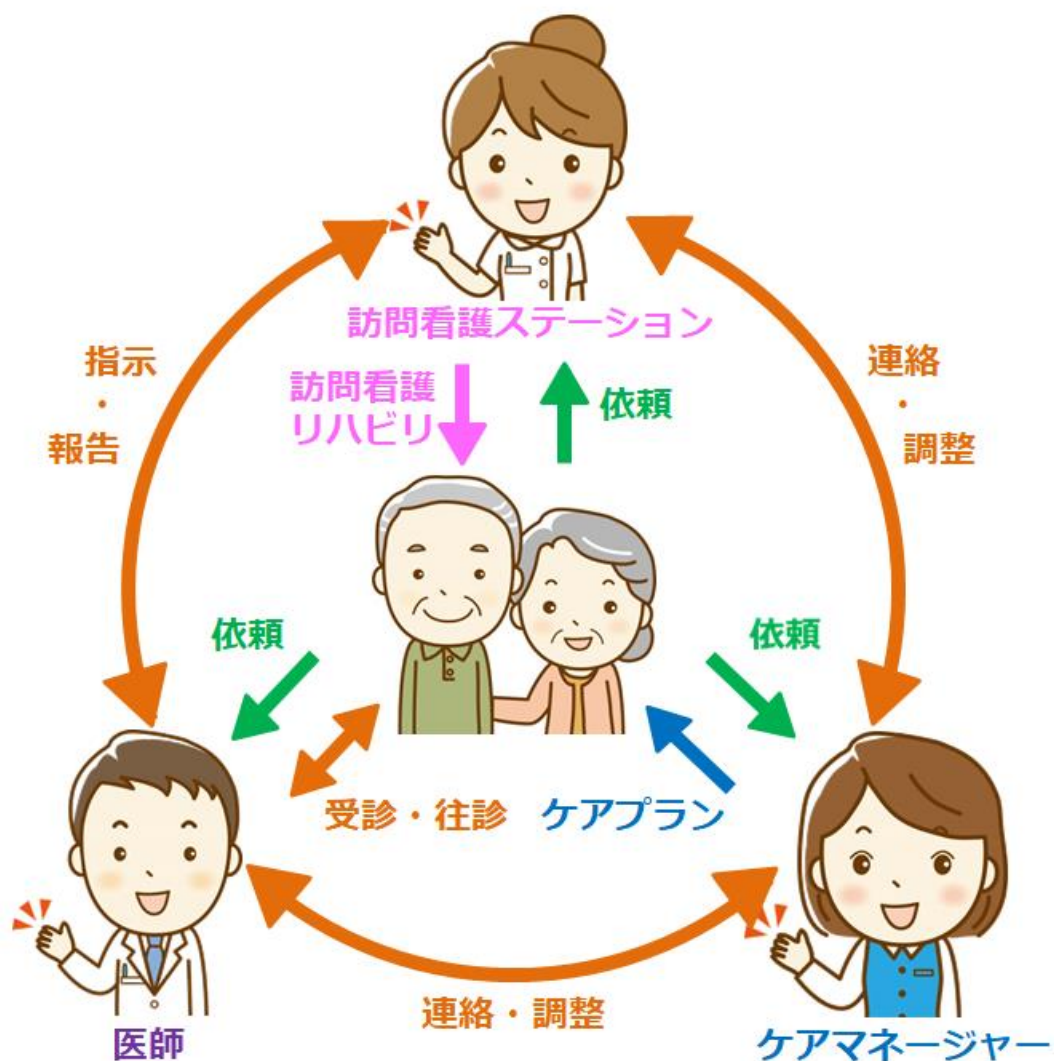 訪問看護ステーション
指示
・
報告
訪問看護
リハビリ
依頼
連絡
・
調整
依頼
依頼
受診・往診
ケアプラン
連絡・調整
医師
ケアマネージャー